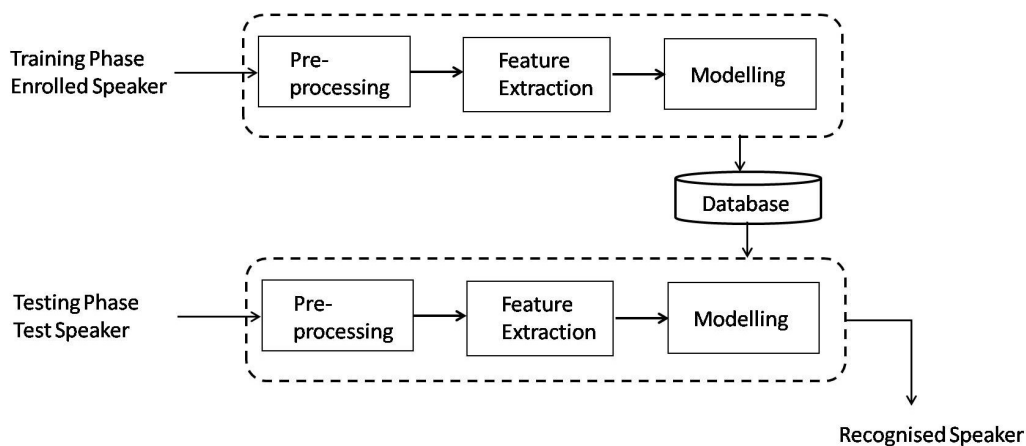 Training Phase
Enrolled Speaker
Pre-
processing
Feature
Extraction
Modelling
Database
Testing Phase
Test Speaker
Pre-
processing
Feature
Extraction
Modelling
Recognised Speaker